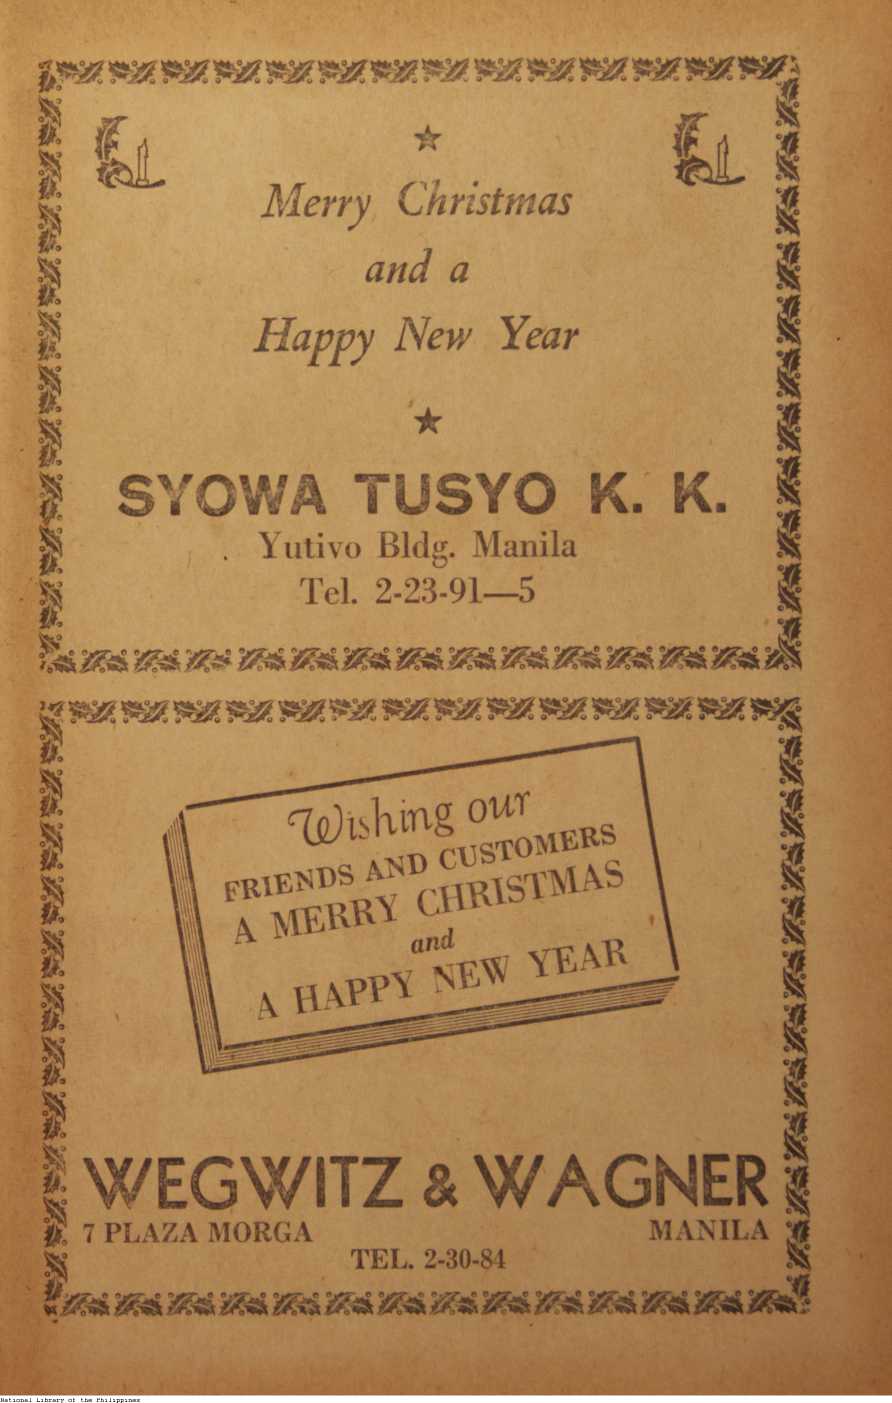 Merry Christmas
and a
Happy New Year
SYOWA TUSYO K. K.
Yutivo Bldg. Manila
Tel. 2-23-91—5
Wishing our
FRIENDS AND CUSTOMERS
A MERRY CHRISTMAS
and
A HAPPY NEW YEAR
WEGWITZ & WAGNER
7 PLAZA MORGA MANILA
TEL. 2-30-84
National Library of the Philippines